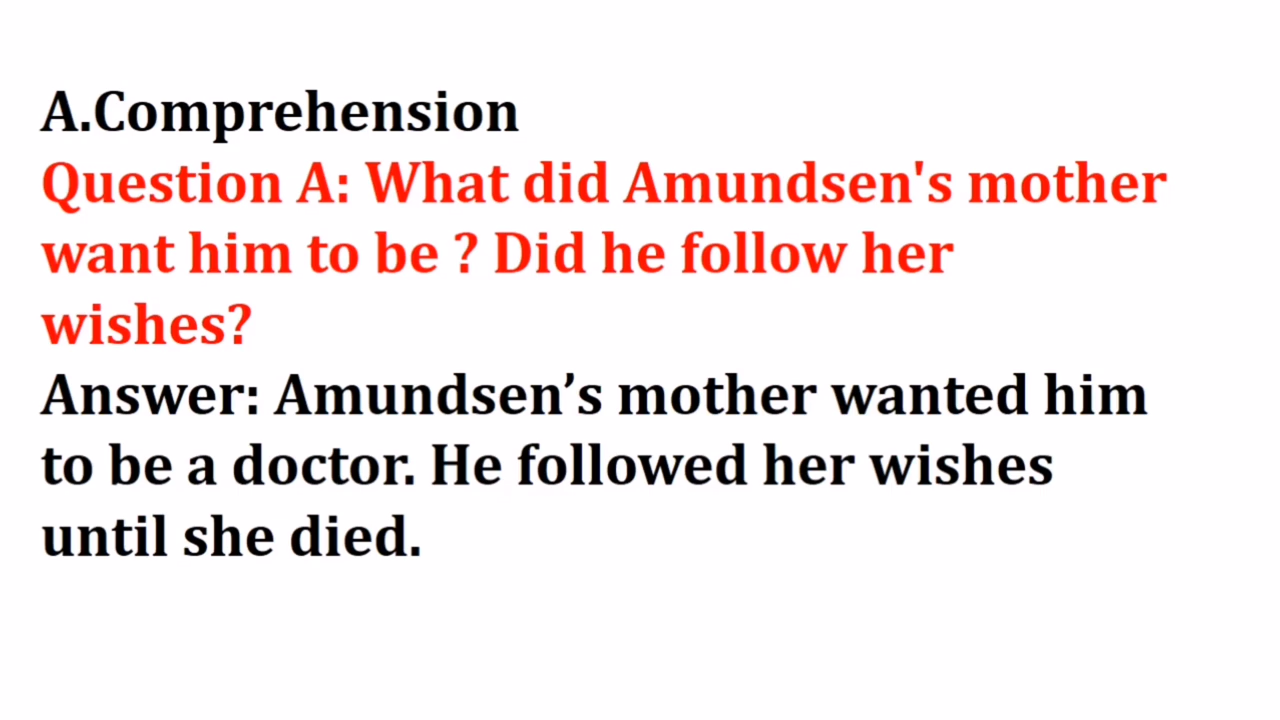 A.Comprehension
Question A: What did Amundsen's mother
want him to be ? Did he follow her
wishes?
Answer: Amundsen’s mother wanted him
to be a doctor. He followed her wishes
until she died.